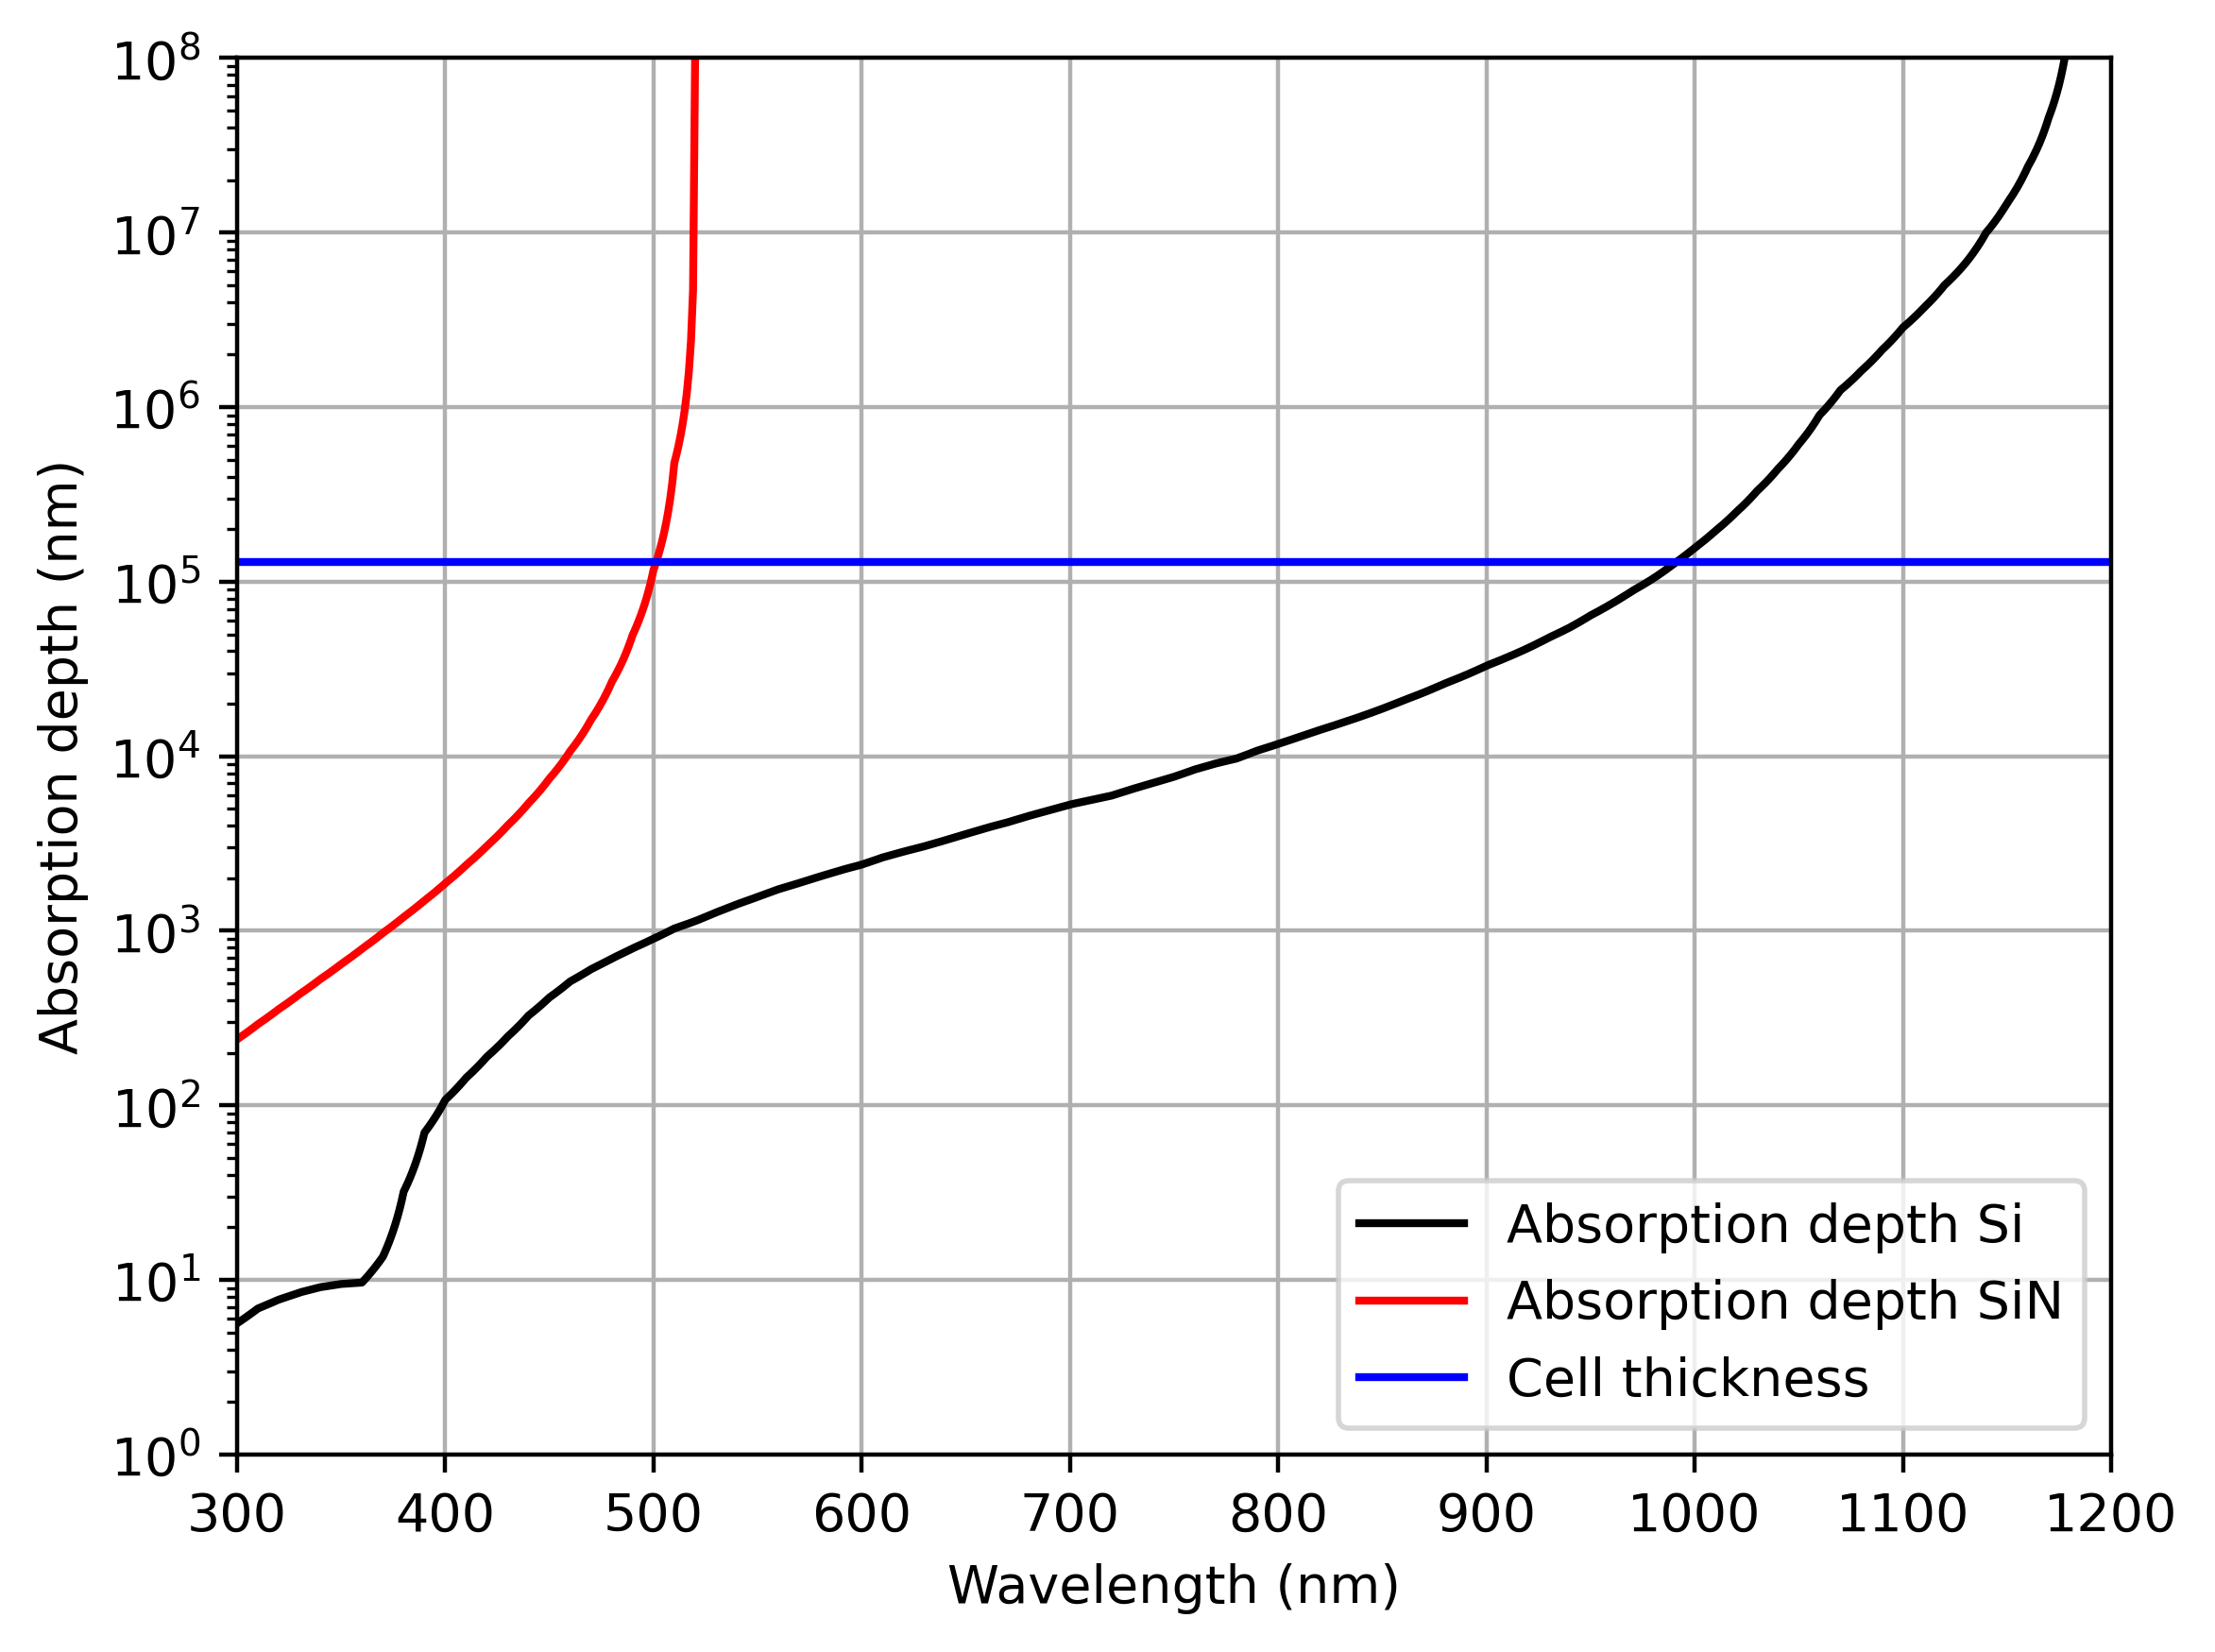 10⁸
10⁷
10⁶
10⁵
10⁴
10³
10²
10¹
10⁰
Absorption depth (nm)
300 400 500 600 700 800 900 1000 1100 1200
Wavelength (nm)
Absorption depth Si
Absorption depth SiN
Cell thickness